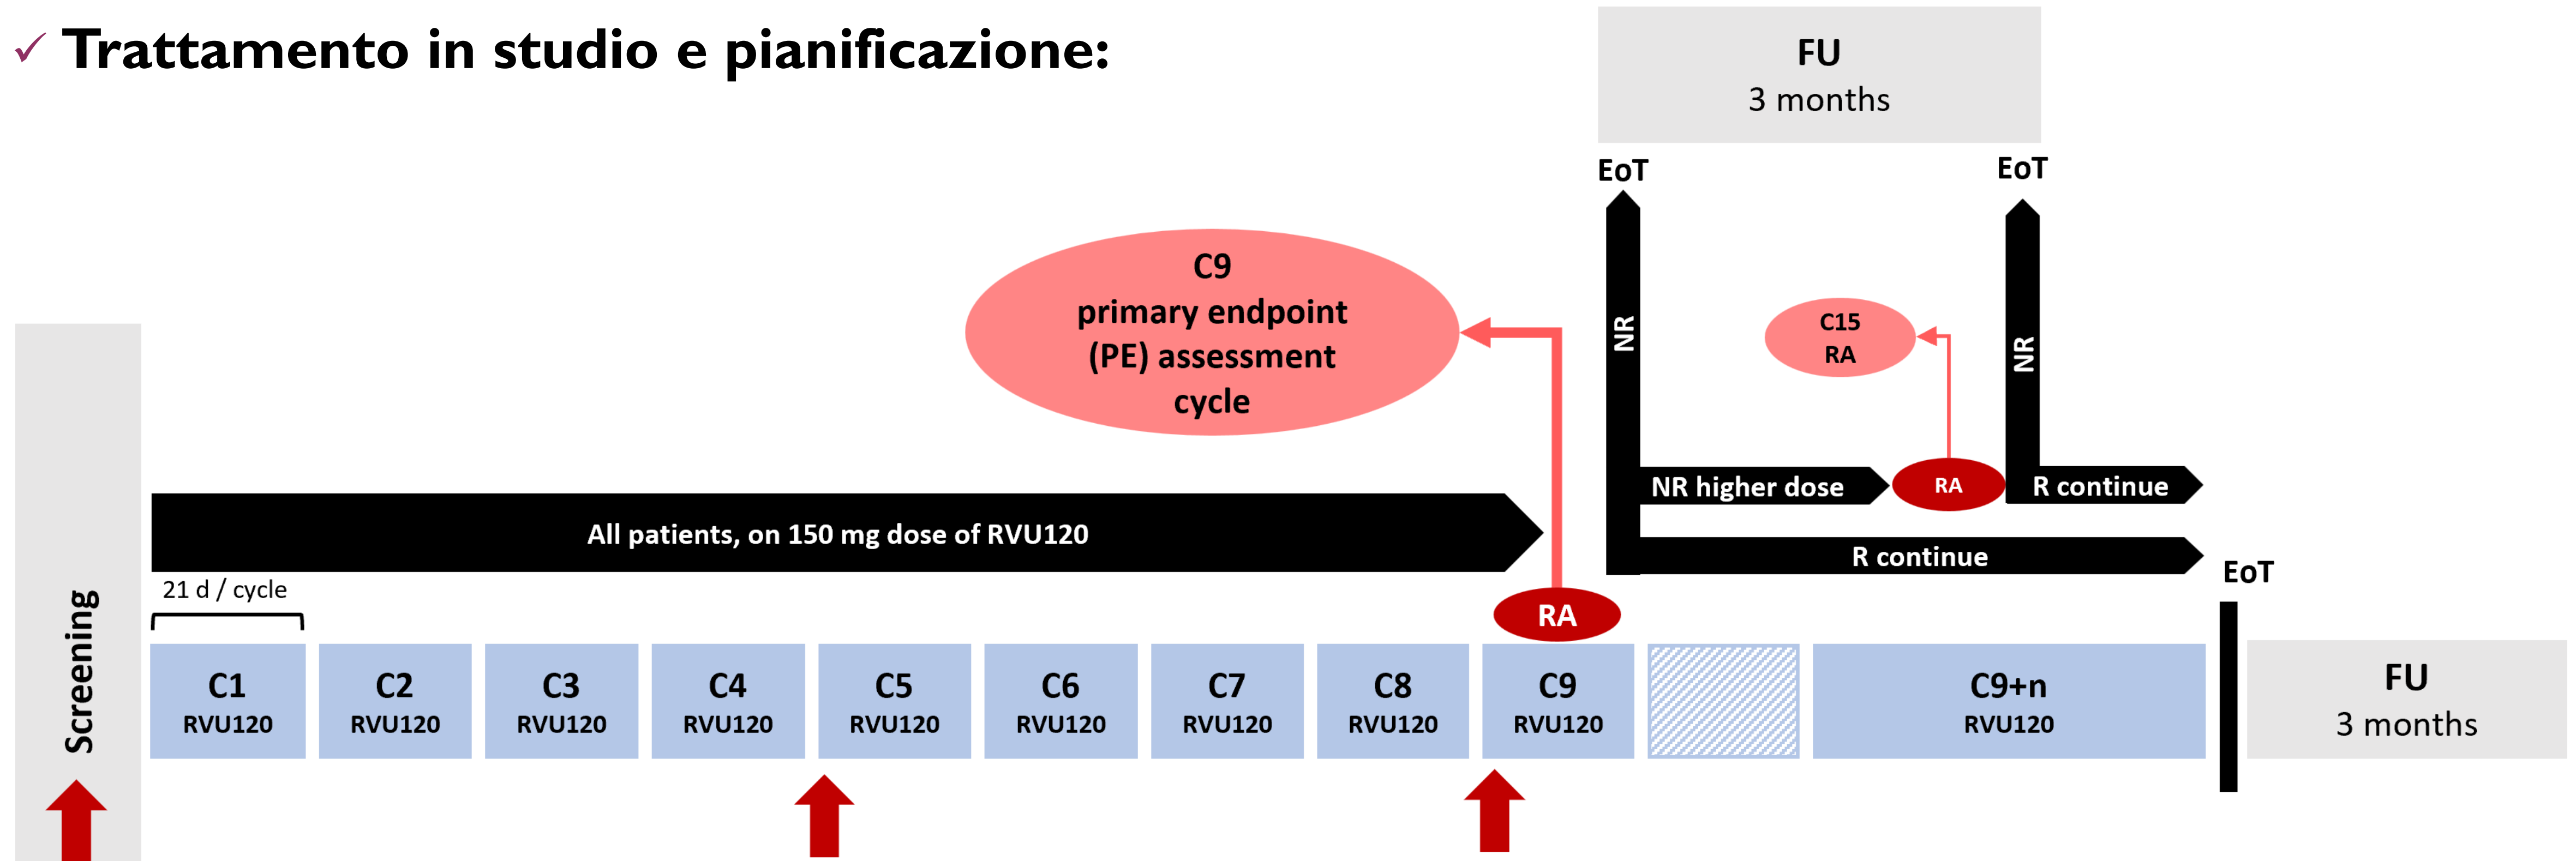 ✓ Trattamento in studio e pianificazione:
FU
3 months
EoT
EoT
C9
primary endpoint
(PE) assessment
cycle
NR
C15
RA
NR
NR higher dose
RA
R continue
All patients, on 150 mg dose of RVU120
R continue
EoT
21 d / cycle
RA
Screening
C1
RVU120
C2
RVU120
C3
RVU120
C4
RVU120
C5
RVU120
C6
RVU120
C7
RVU120
C8
RVU120
C9
RVU120
C9+n
RVU120
FU
3 months